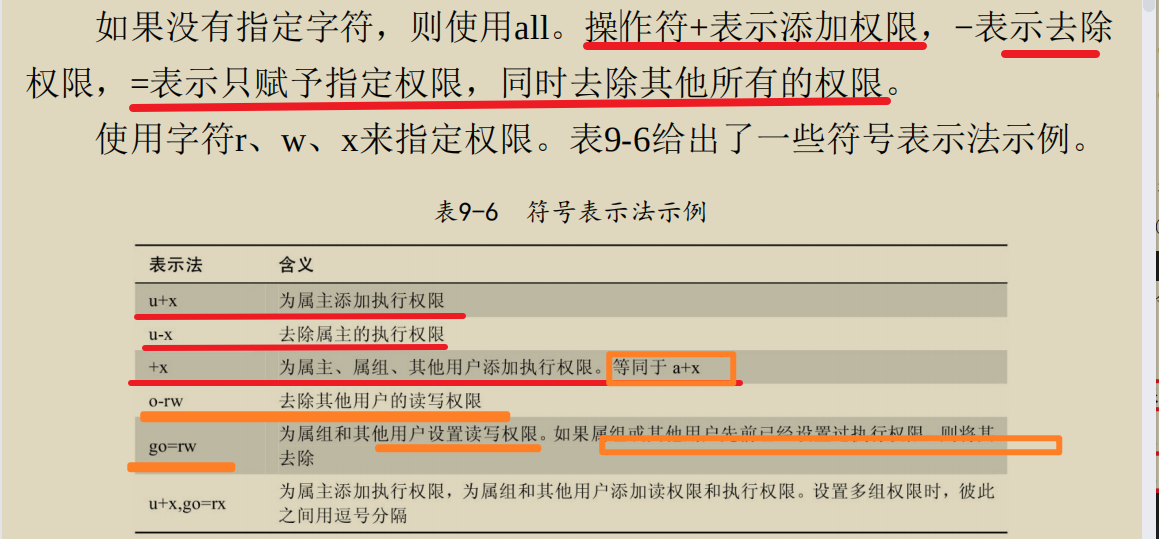 如果没有指定字符，则使用all。操作符+表示添加权限，−表示去除
权限，=表示只赋予指定权限，同时去除其他所有的权限。
使用字符r、w、x来指定权限。表9-6给出了一些符号表示法示例。
表9-6 符号表示法示例
表示法 含义
u+x 为属主添加执行权限
u-x 去除属主的执行权限
+x 为属主、属组、其他用户添加执行权限。等同于 a+x
o-rw 去除其他用户的读写权限
go=rw 为属组和其他用户设置读写权限。如果属组或其他用户先前已经设置过执行权限，则将其
去除
u+x,go=rx 为属主添加执行权限，为属组和其他用户添加读权限和执行权限。设置多组权限时，彼此
之间用逗号分隔